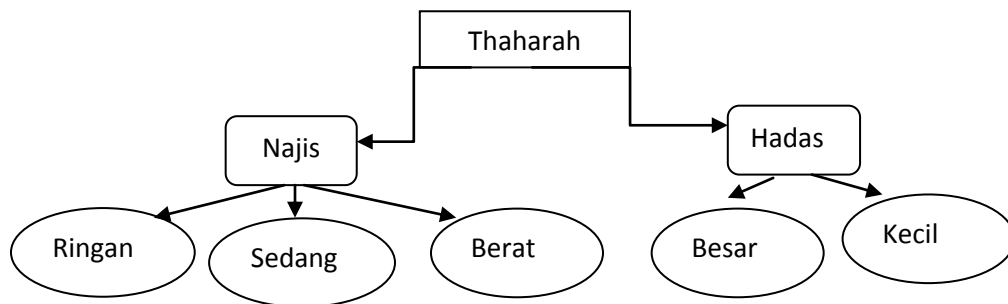 Thaharah
Najis
Hadas
Ringan
Sedang
Berat
Besar
Kecil